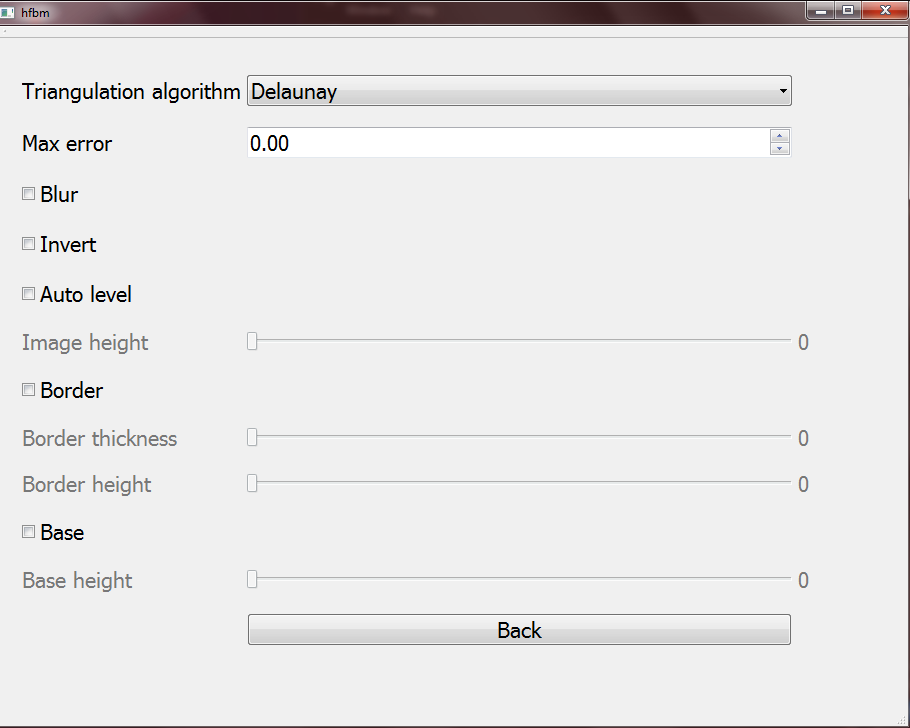 hfbm
Triangulation algorithm Delaunay
Max error 0.00
Blur
Invert
Auto level
Image height 0
Border
Border thickness 0
Border height 0
Base
Base height 0
Back